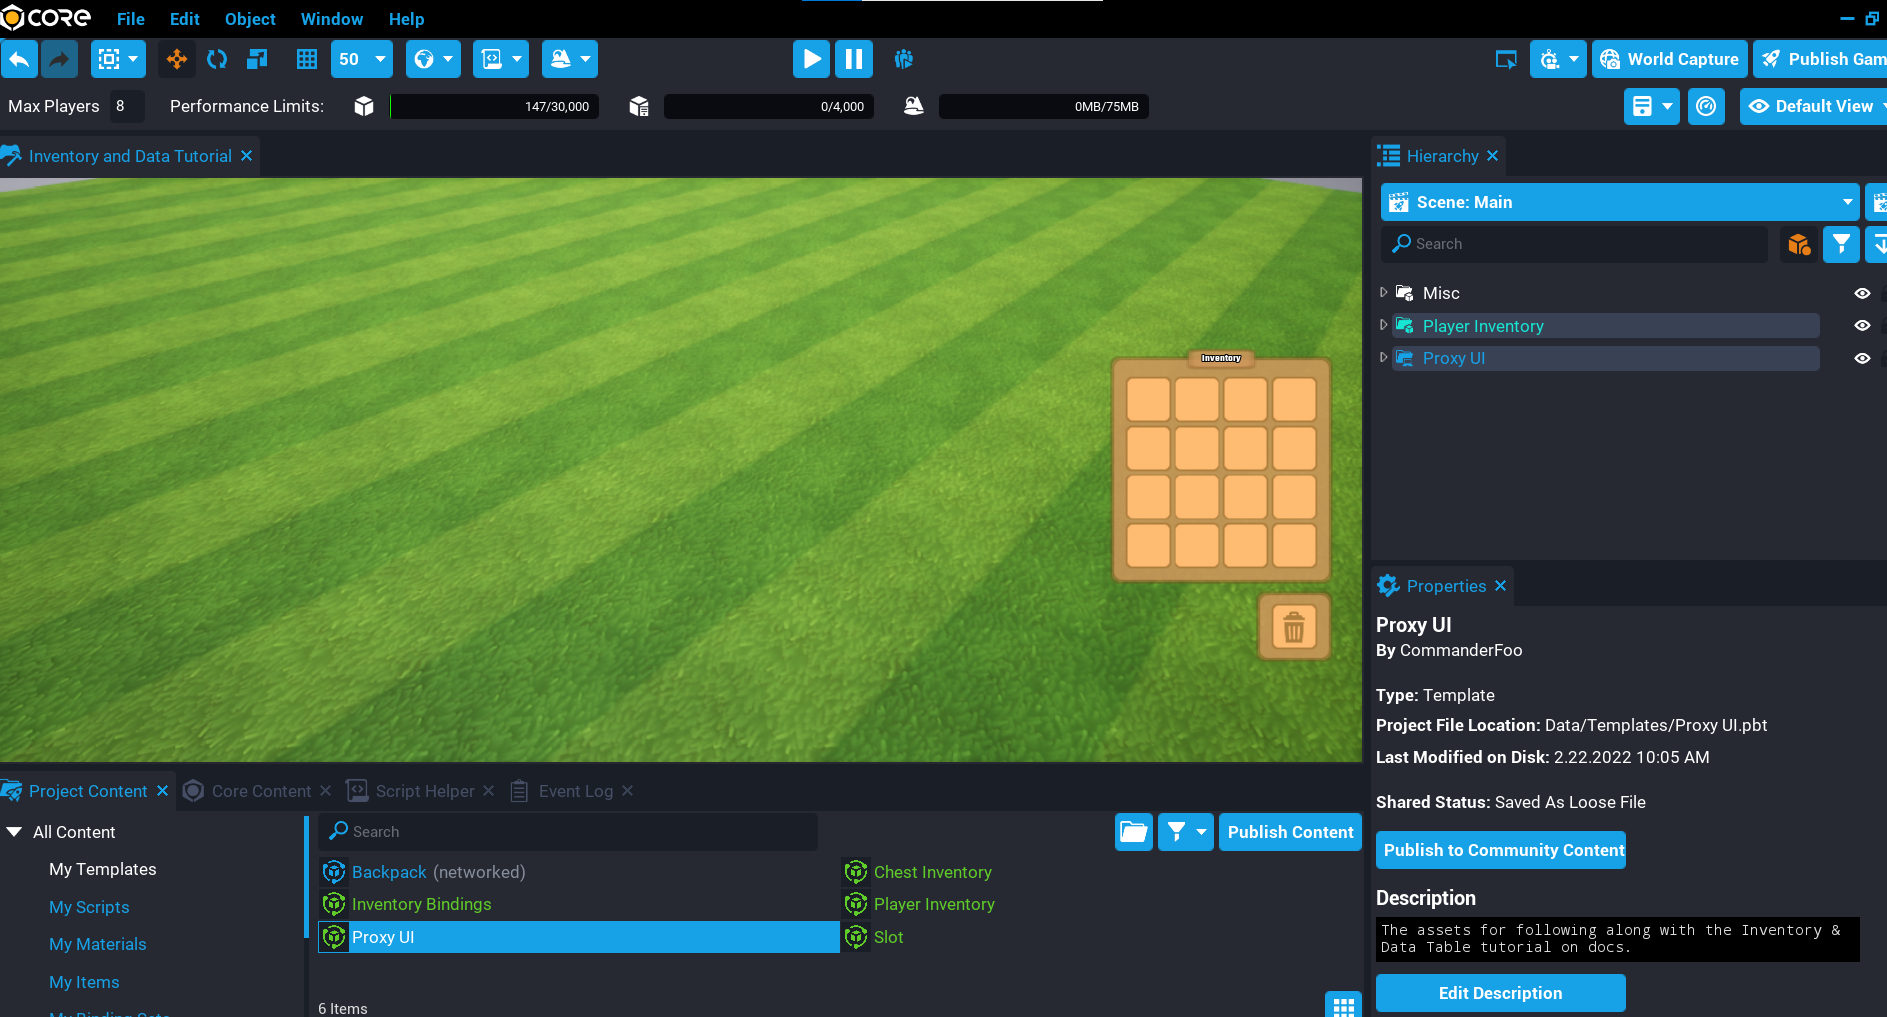 CORE File Edit Object Window Help
50 World Capture Publish Gam
Max Players 8 Performance Limits: 147/30,000 0/4,000 0MB/75MB Default View
Inventory and Data Tutorial
Hierarchy
Scene: Main
Search
Misc
Player Inventory
Proxy UI
Inventory
Properties
Proxy UI
By CommanderFoo
Type: Template
Project File Location: Data/Templates/Proxy UI.pbt
Last Modified on Disk: 2.22.2022 10:05 AM
Shared Status: Saved As Loose File
Publish to Community Content
Description
The assets for following along with the Inventory &
Data Table tutorial on docs.
Edit Description
Project Content Core Content Script Helper Event Log
All Content
My Templates
My Scripts
My Materials
My Items
My Binding Sets
Search
Publish Content
Backpack (networked) Chest Inventory
Inventory Bindings Player Inventory
Proxy UI Slot
6 Items